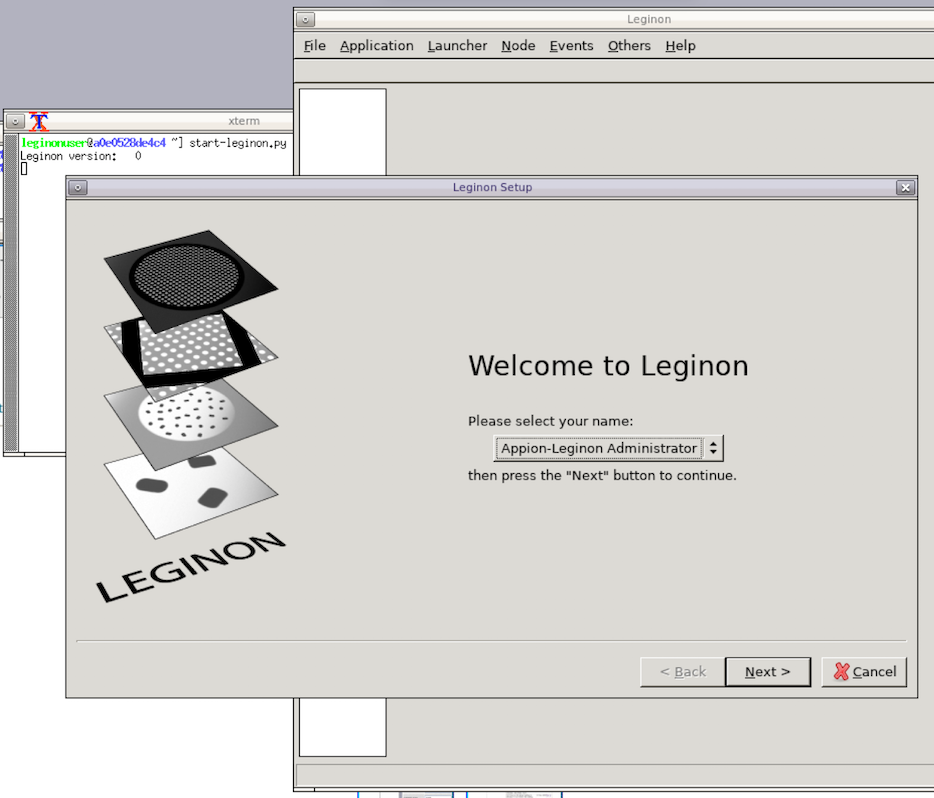 Leginon
File Application Launcher Node Events Others Help
xterm
leginonuser@a0e0528de4c4 ~] start-leginon.py
Leginon version: 0
Leginon Setup
LEGINON
Welcome to Leginon
Please select your name:
Appion-Leginon Administrator
then press the "Next" button to continue.
< Back Next > Cancel